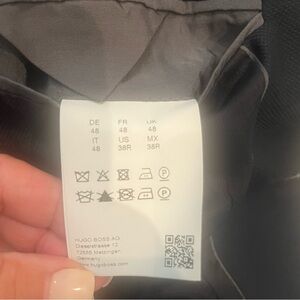 DE FR UK
48 48 48
IT US MX
48 38R 38R
P
P
HUGO BOSS AG
Dieselstrasse 12
72555 Metzingen
Germany
www.hugoboss.com